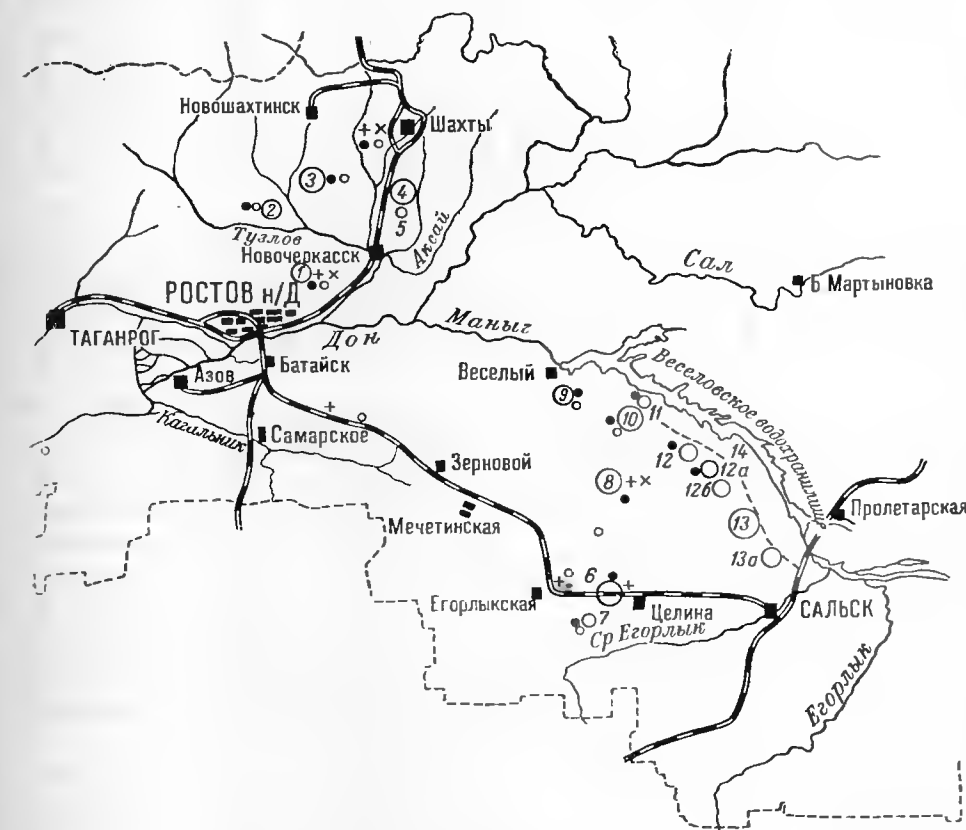 Новошахтинск
+ ×
Шахты
3
4
2
5
Тузлов
Аксай
Новочеркасск
1 + ×
Сал
РОСТОВ н/Д
Б Мартыновка
ТАГАНРОГ
Дон
Маныч
Батайск
Веселый
Веселовское водохранилище
Азов
9
11
10
+
Кагальник
Самарское
14
12
12а
Зерновой
8 + ×
12б
Мечетинская
13
Пролетарская
13а
6
+
+
Егорлыкская
Целина
САЛЬСК
7
Ср Егорлык
Егорлык